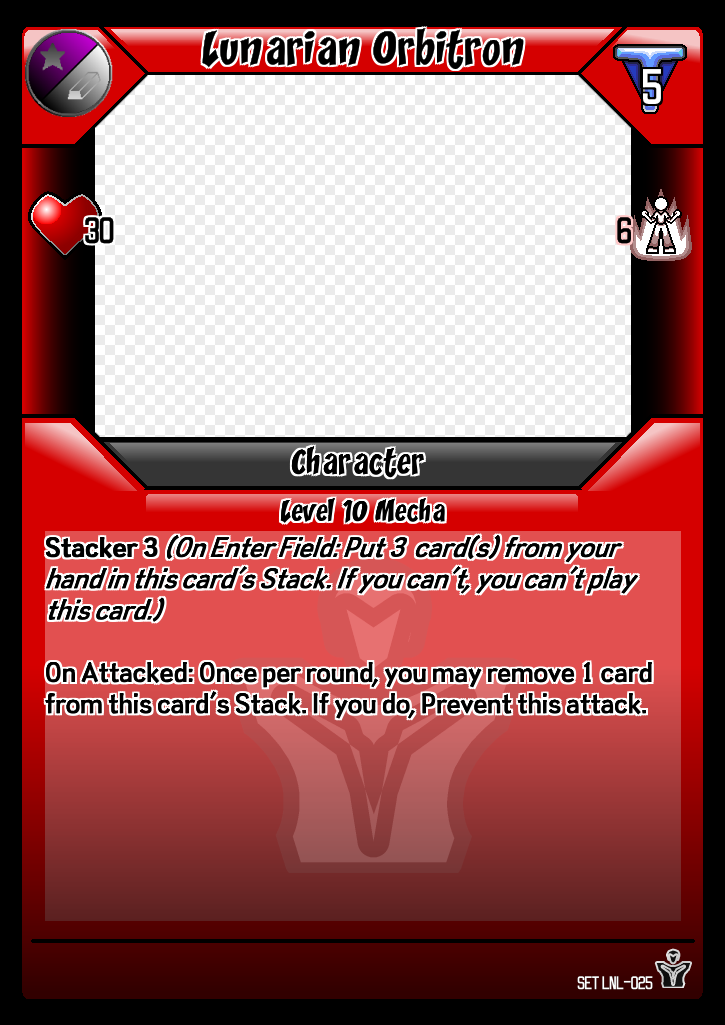 Lunarian Orbitron
5
30
6
Character
Level 10 Mecha
Stacker 3 (On Enter Field: Put 3 card(s) from your
hand in this card's Stack. If you can't, you can't play
this card.)
On Attacked: Once per round, you may remove 1 card
from this card's Stack. If you do, Prevent this attack.
SET LNL-025